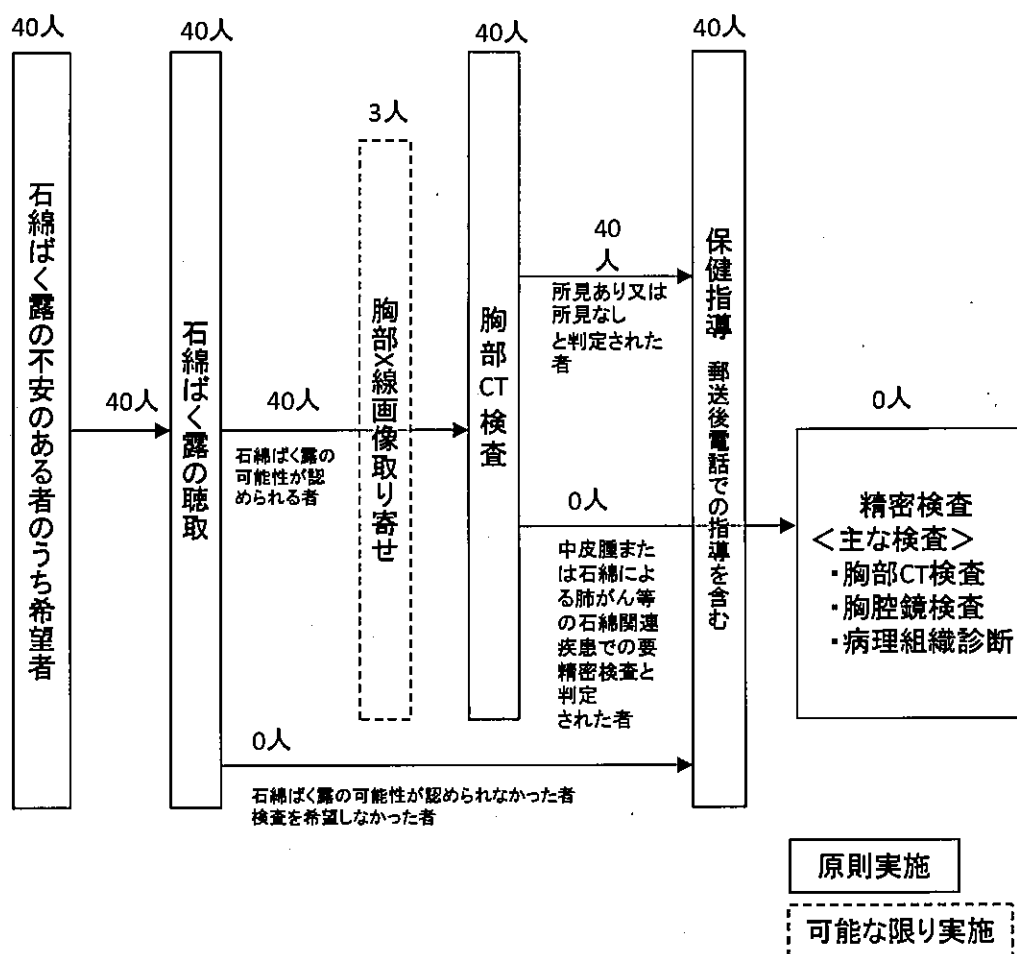 40人
石綿ばく露の不安のある者のうち希望者
40人
40人
石綿ばく露の聴取
40人
石綿ばく露の
可能性が認
められる者
3人
胸部X線画像取り寄せ
40人
胸部CT検査
40
人
所見あり又は
所見なし
と判定された
者
0人
中皮腫また
は石綿によ
る肺がん等
の石綿関連
疾患での要
精密検査と
判定
された者
0人
石綿ばく露の可能性が認められなかった者
検査を希望しなかった者
40人
保健指導 郵送後電話での指導を含む
0人
精密検査
＜主な検査＞
・胸部CT検査
・胸腔鏡検査
・病理組織診断
原則実施
可能な限り実施